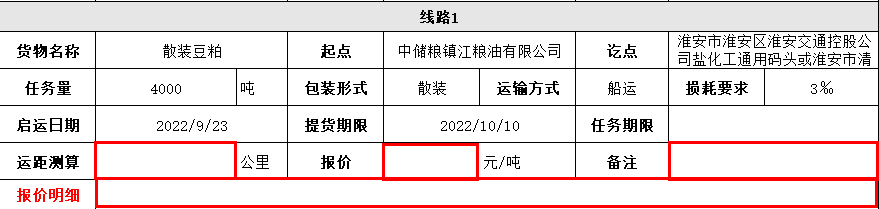 线路1
货物名称 散装豆粕 起点 中储粮镇江粮油有限公司 讫点 淮安市淮安区淮安交通控股公
司盐化工通用码头或淮安市清
任务量 4000 吨 包装形式 散装 运输方式 船运 损耗要求 3‰
启运日期 2022/9/23 提货期限 2022/10/10 任务期限
运距测算 公里 报价 元/吨 备注
报价明细